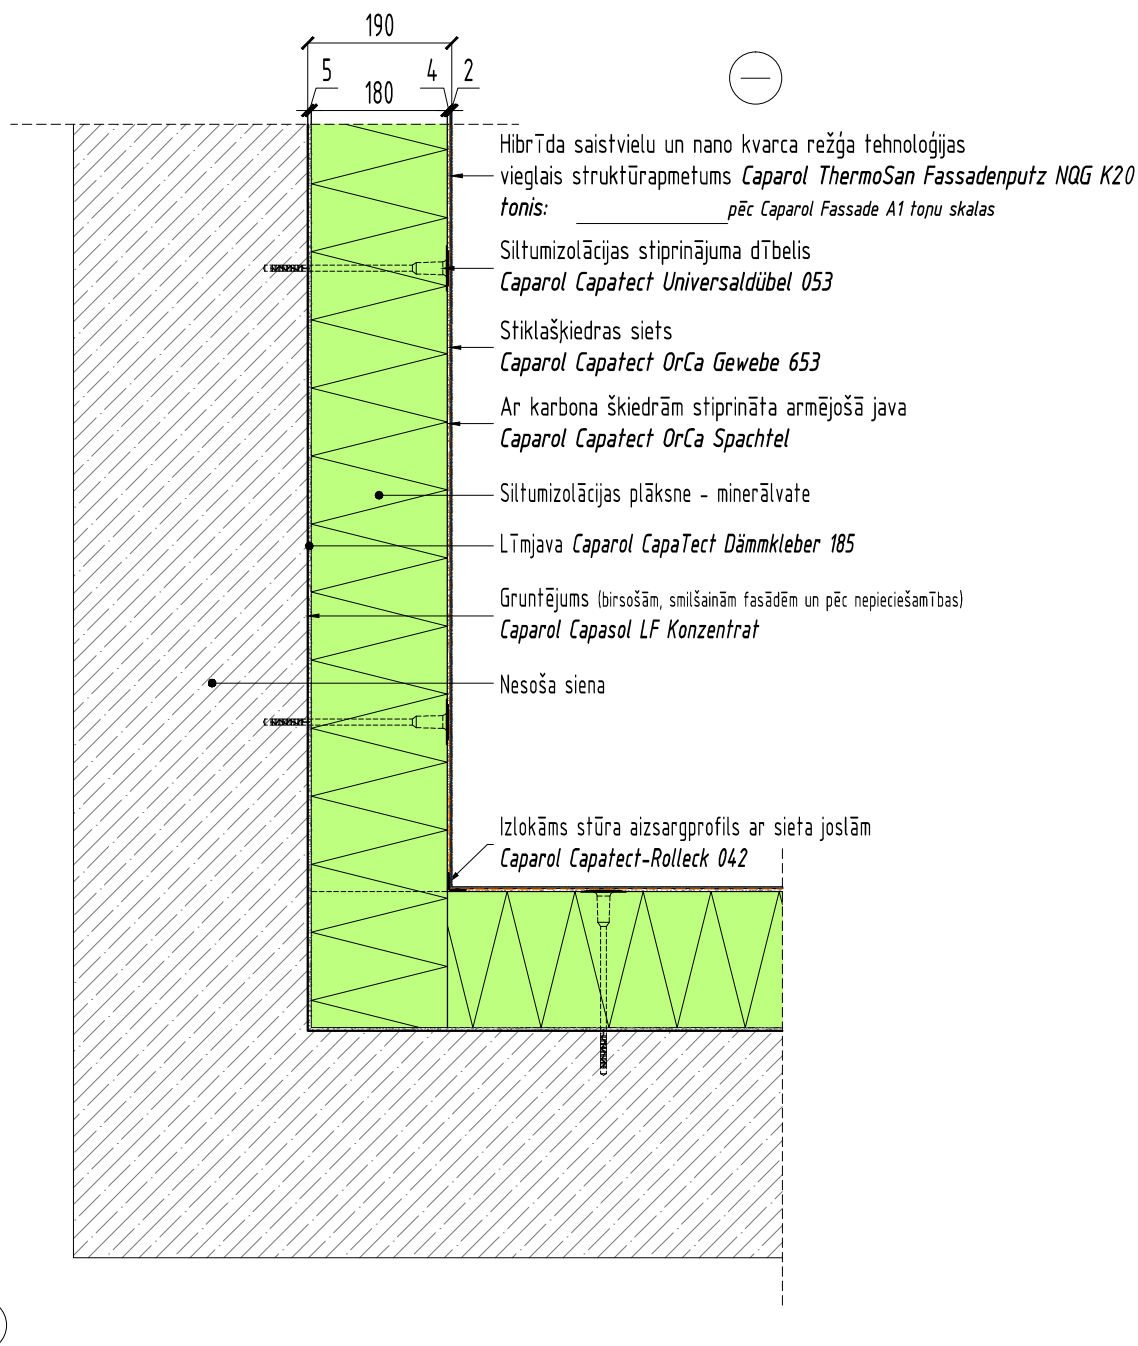 190
5 4 2
180
Hibrīda saistvielu un nano kvarca režģa tehnoloģijas
vieglais struktūrapmetums Caparol ThermoSan Fassadenputz NQG K20
tonis: ______________ pēc Caparol Fassade A1 toņu skalas
Siltumizolācijas stiprinājuma dībelis
Caparol Capatect Universaldübel 053
Stiklašķiedras siets
Caparol Capatect OrCa Gewebe 653
Ar karbona škiedrām stiprināta armējošā java
Caparol Capatect OrCa Spachtel
Siltumizolācijas plāksne - minerālvate
Līmjava Caparol CapaTect Dämmkleber 185
Gruntējums (birsošām, smilšainām fasādēm un pēc nepieciešamības)
Caparol Capasol LF Konzentrat
Nesoša siena
Izlokāms stūra aizsargprofils ar sieta joslām
Caparol Capatect-Rolleck 042